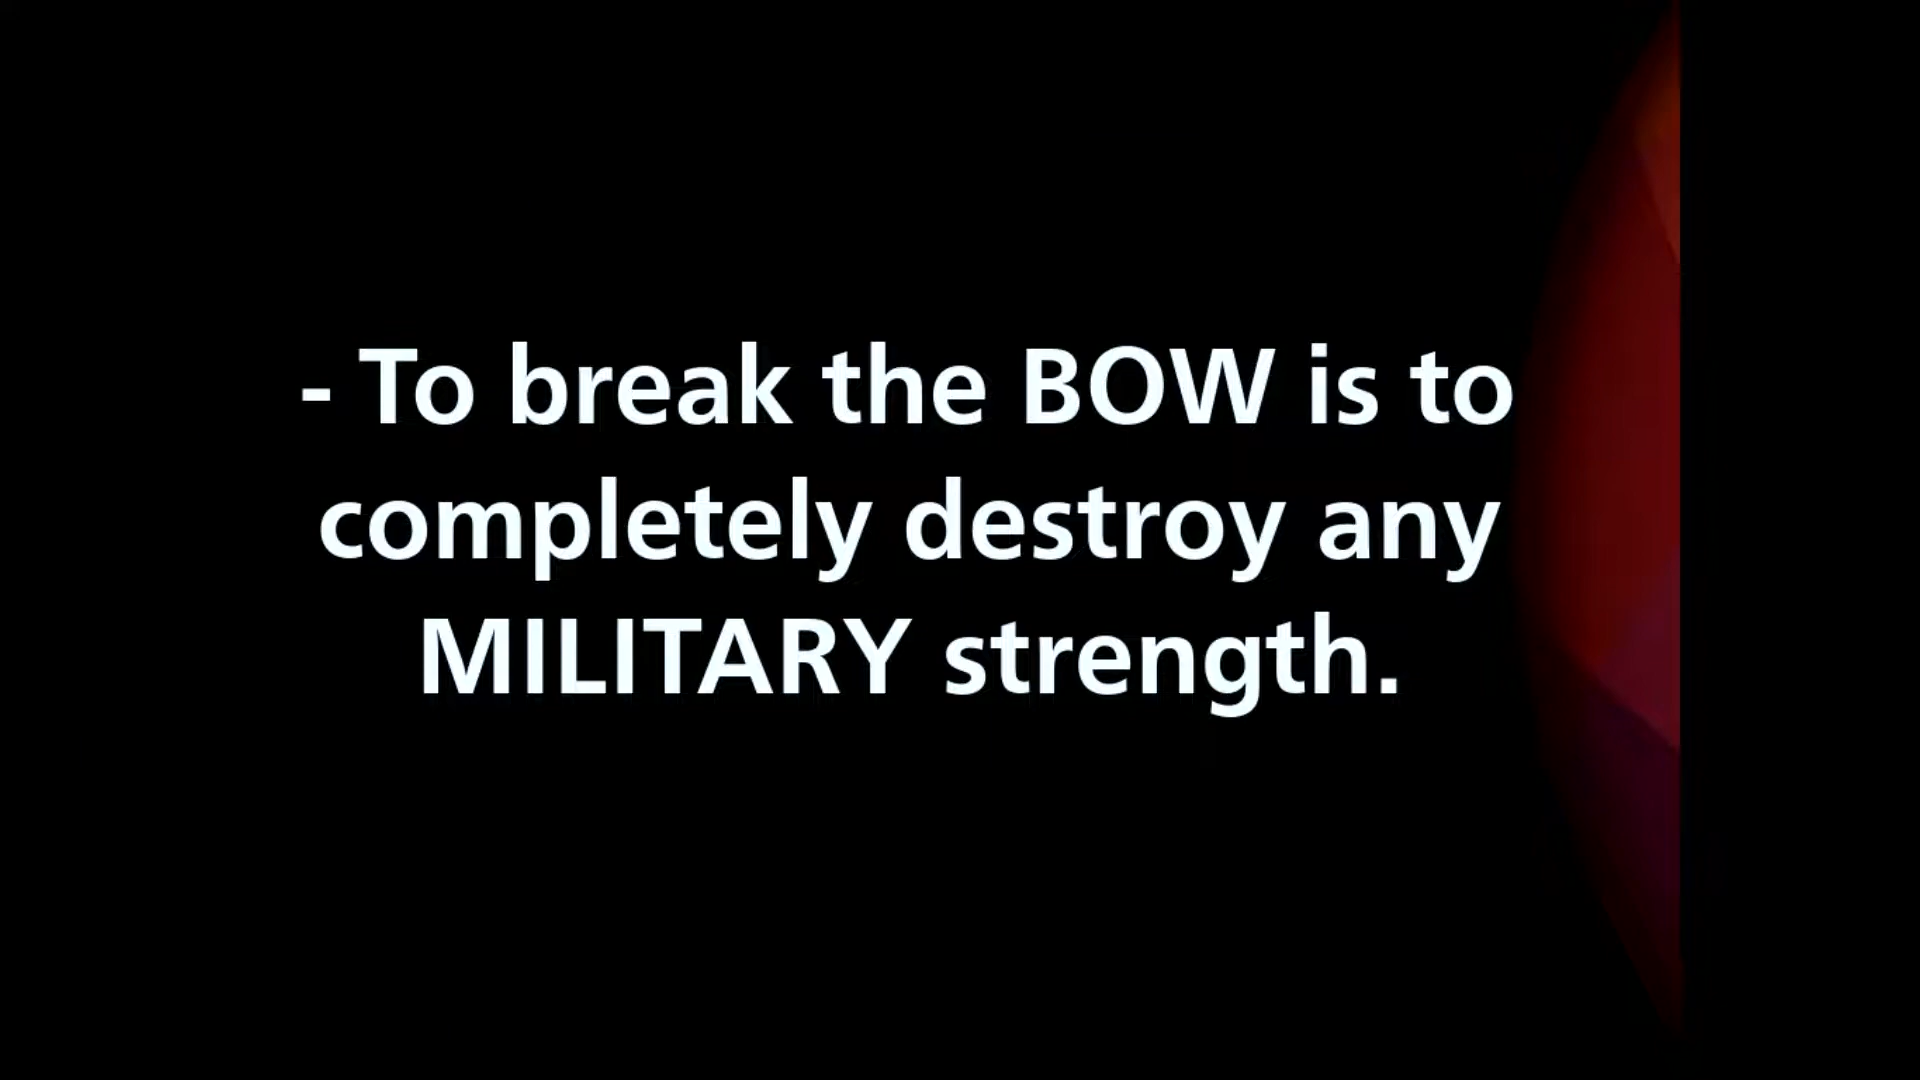 - To break the BOW is to
completely destroy any
MILITARY strength.